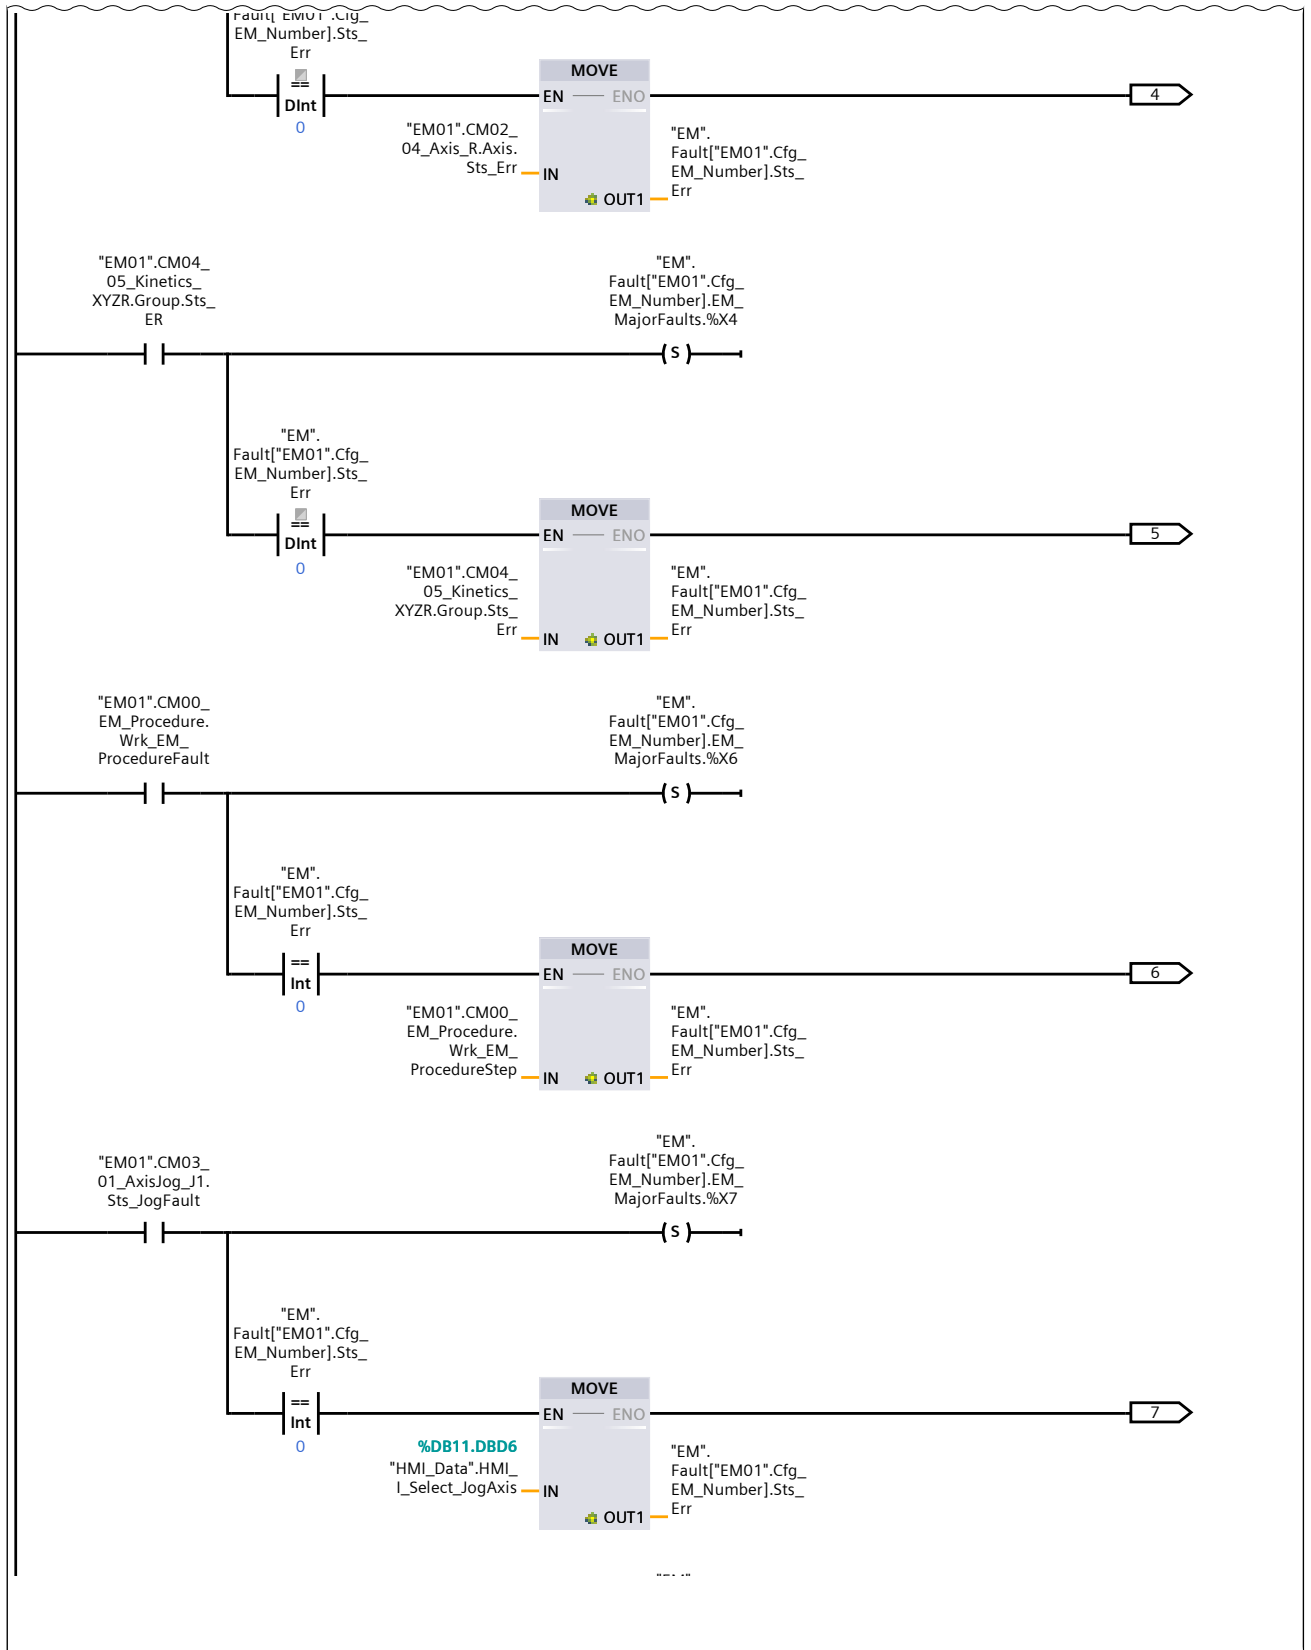 Fault["EM01".Cfg_
EM_Number].Sts_
Err
==
DInt
0
MOVE
EN
ENO
"EM01".CM02_
04_Axis_R.Axis.
Sts_Err
IN
OUT1
"EM".
Fault["EM01".Cfg_
EM_Number].Sts_
Err
4
"EM01".CM04_
05_Kinetics_
XYZR.Group.Sts_
ER
"EM".
Fault["EM01".Cfg_
EM_Number].EM_
MajorFaults.%X4
S
"EM".
Fault["EM01".Cfg_
EM_Number].Sts_
Err
==
DInt
0
MOVE
EN
ENO
"EM01".CM04_
05_Kinetics_
XYZR.Group.Sts_
Err
IN
OUT1
"EM".
Fault["EM01".Cfg_
EM_Number].Sts_
Err
5
"EM01".CM00_
EM_Procedure.
Wrk_EM_
ProcedureFault
"EM".
Fault["EM01".Cfg_
EM_Number].EM_
MajorFaults.%X6
S
"EM".
Fault["EM01".Cfg_
EM_Number].Sts_
Err
==
Int
0
MOVE
EN
ENO
"EM01".CM00_
EM_Procedure.
Wrk_EM_
ProcedureStep
IN
OUT1
"EM".
Fault["EM01".Cfg_
EM_Number].Sts_
Err
6
"EM01".CM03_
01_AxisJog_J1.
Sts_JogFault
"EM".
Fault["EM01".Cfg_
EM_Number].EM_
MajorFaults.%X7
S
"EM".
Fault["EM01".Cfg_
EM_Number].Sts_
Err
==
Int
0
MOVE
EN
ENO
%DB11.DBD6
"HMI_Data".HMI_
I_Select_JogAxis
IN
OUT1
"EM".
Fault["EM01".Cfg_
EM_Number].Sts_
Err
7